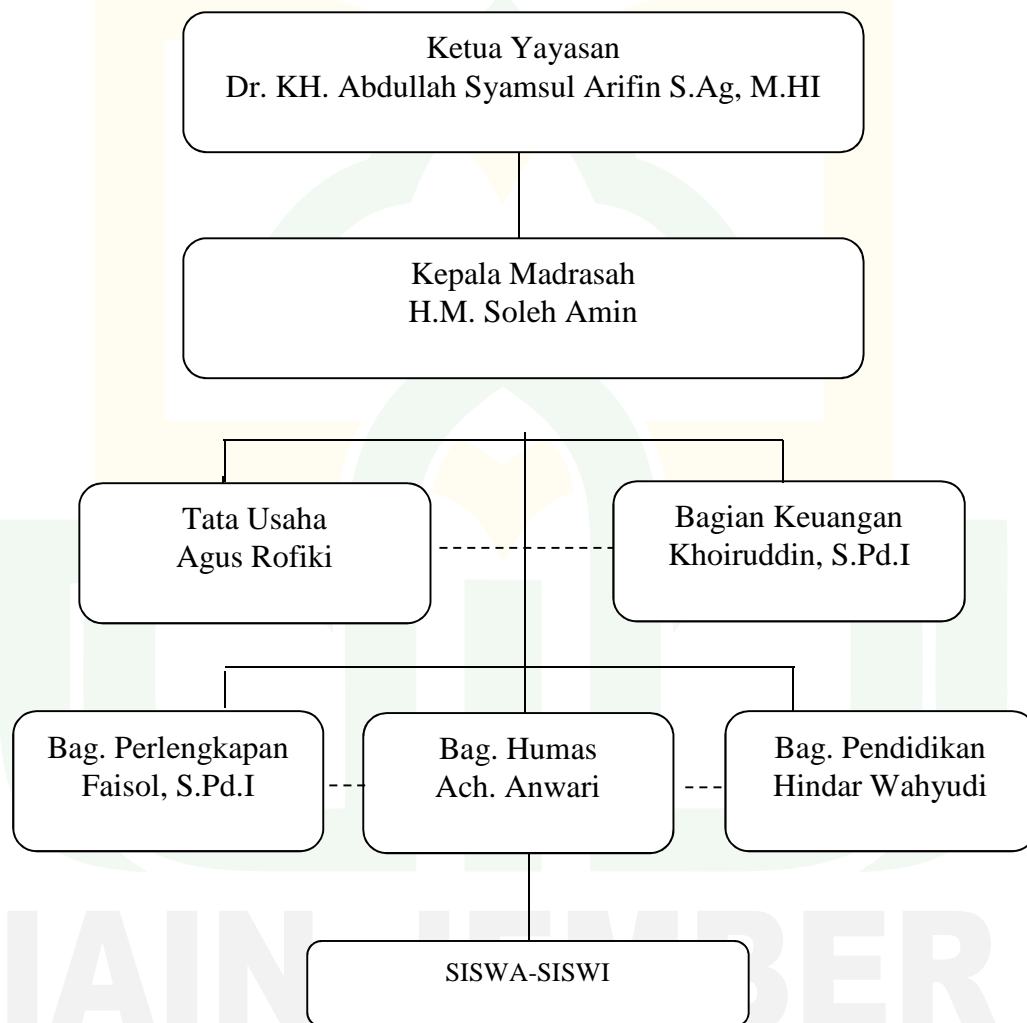 Ketua Yayasan
Dr. KH. Abdullah Syamsul Arifin S.Ag, M.HI
Kepala Madrasah
H.M. Soleh Amin
Tata Usaha
Agus Rofiki
Bagian Keuangan
Khoiruddin, S.Pd.I
Bag. Perlengkapan
Faisol, S.Pd.I
Bag. Humas
Ach. Anwari
Bag. Pendidikan
Hindar Wahyudi
SISWA-SISWI
IAIN JEMBER